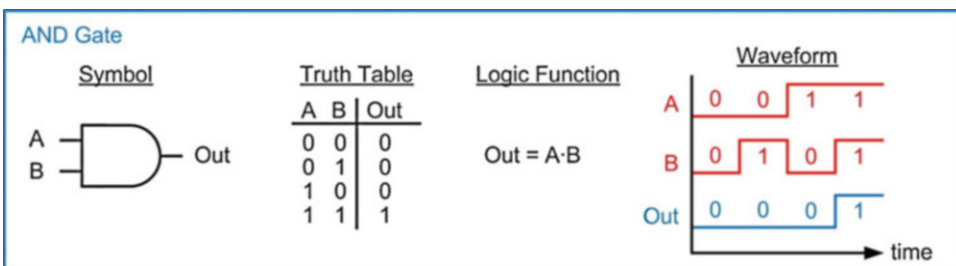 AND Gate
Symbol
A
B
Out
Truth Table
A B Out
0 0 0
0 1 0
1 0 0
1 1 1
Logic Function
Out = A·B
Waveform
A 0 0 1 1
B 0 1 0 1
Out 0 0 0 1
time